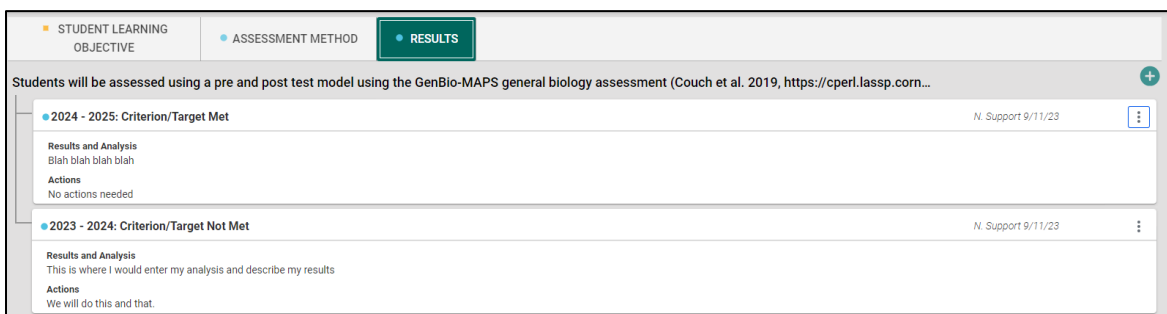 STUDENT LEARNING
OBJECTIVE
ASSESSMENT METHOD
RESULTS
Students will be assessed using a pre and post test model using the GenBio-MAPS general biology assessment (Couch et al. 2019, https://cperl.lassp.corn...
2024 - 2025: Criterion/Target Met
N. Support 9/11/23
Results and Analysis
Blah blah blah blah
Actions
No actions needed
2023 - 2024: Criterion/Target Not Met
N. Support 9/11/23
Results and Analysis
This is where I would enter my analysis and describe my results
Actions
We will do this and that.